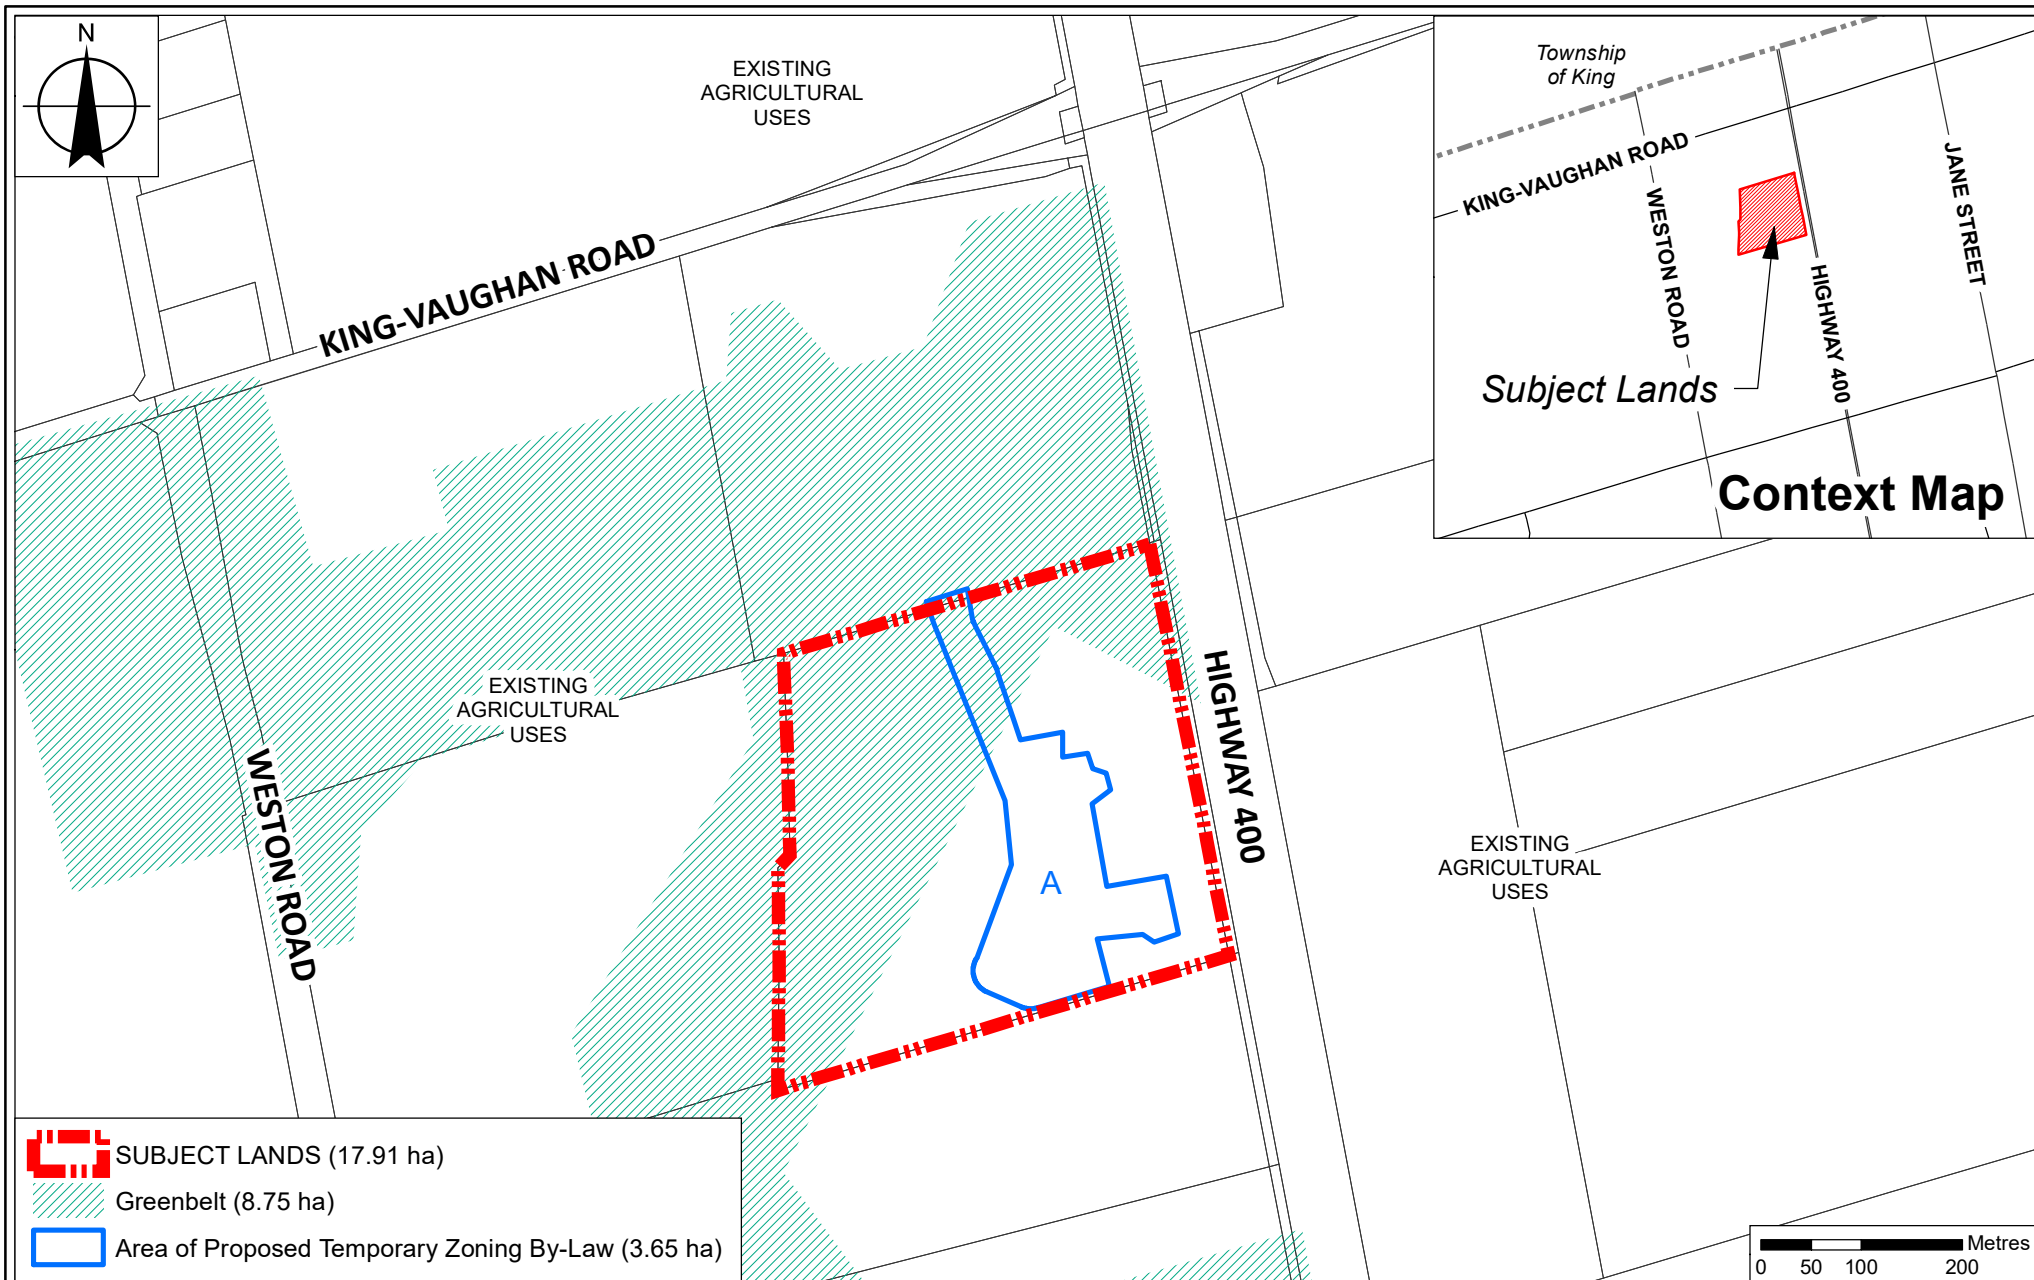 N
EXISTING
AGRICULTURAL
USES
KING-VAUGHAN ROAD
Township
of King
KING-VAUGHAN ROAD
WESTON ROAD
HIGHWAY 400
JANE STREET
Subject Lands
Context Map
EXISTING
AGRICULTURAL
USES
WESTON ROAD
HIGHWAY 400
A
EXISTING
AGRICULTURAL
USES
SUBJECT LANDS (17.91 ha)
Greenbelt (8.75 ha)
Area of Proposed Temporary Zoning By-Law (3.65 ha)
Metres
0 50 100 200